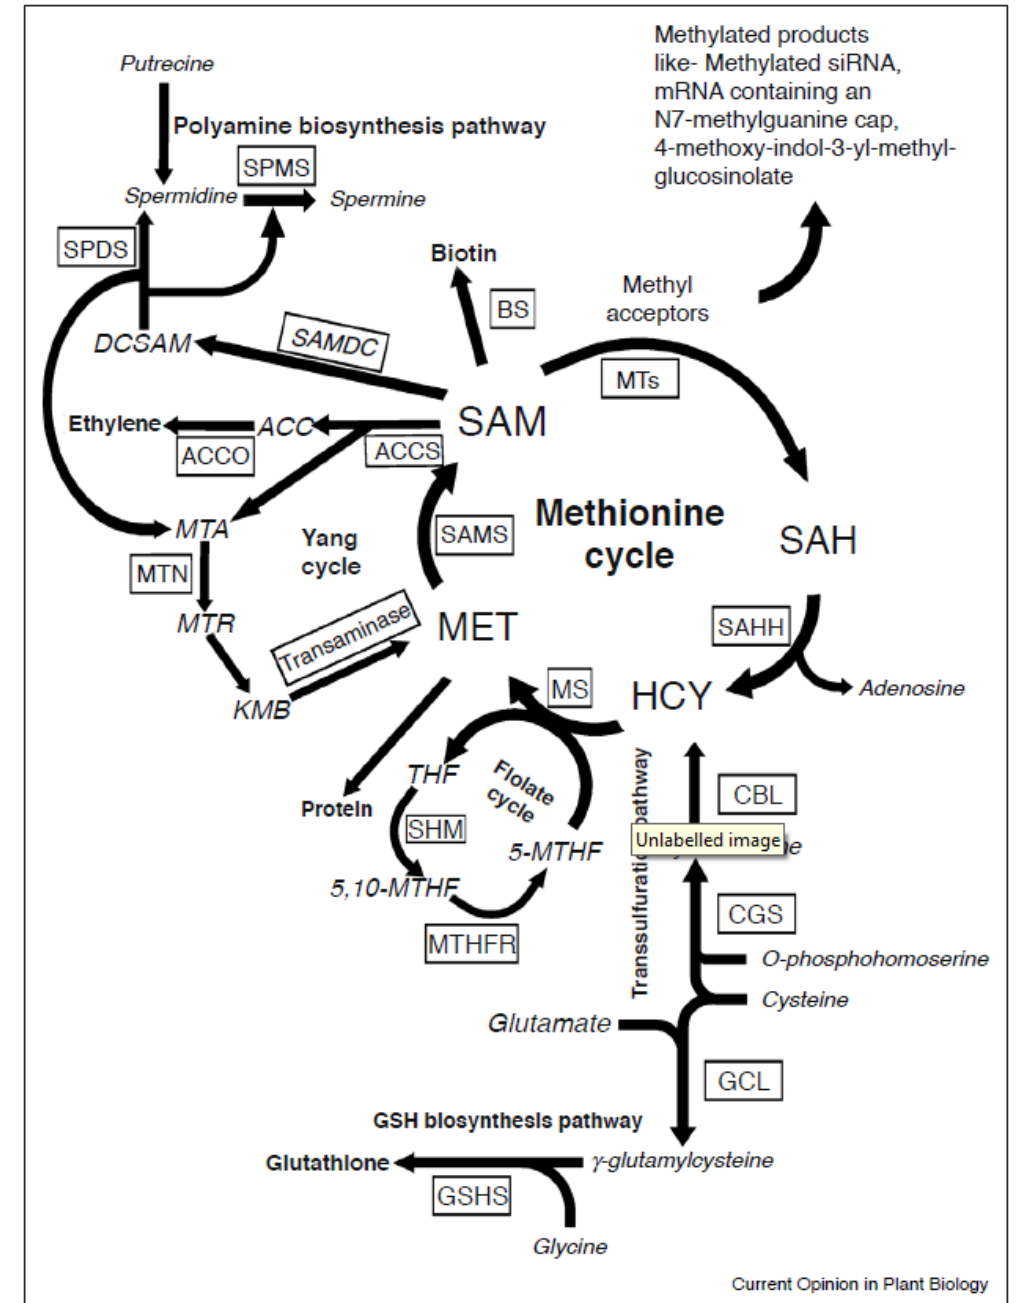 Methylated products
like- Methylated siRNA,
mRNA containing an
N7-methylguanine cap,
4-methoxy-indol-3-yl-methyl-
glucosinolate
Putrecine
Polyamine biosynthesis pathway
SPMS
Spermidine
Spermine
SPDS
Biotin
BS
Methyl
acceptors
DCSAM
SAMDC
MTs
SAM
Ethylene
ACC
ACCO
ACCS
MTA
Yang
cycle
SAMS
Methionine
cycle
SAH
MTN
MTR
Transaminase
MET
SAHH
KMB
MS
HCY
Adenosine
THF
Flolate
cycle
Protein
SHM
5-MTHF
5,10-MTHF
MTHFR
CBL
Unlabelled image
CGS
O-phosphohomoserine
Cysteine
Glutamate
GCL
GSH biosynthesis pathway
Glutathione
γ-glutamylcysteine
GSHS
Glycine
Current Opinion in Plant Biology